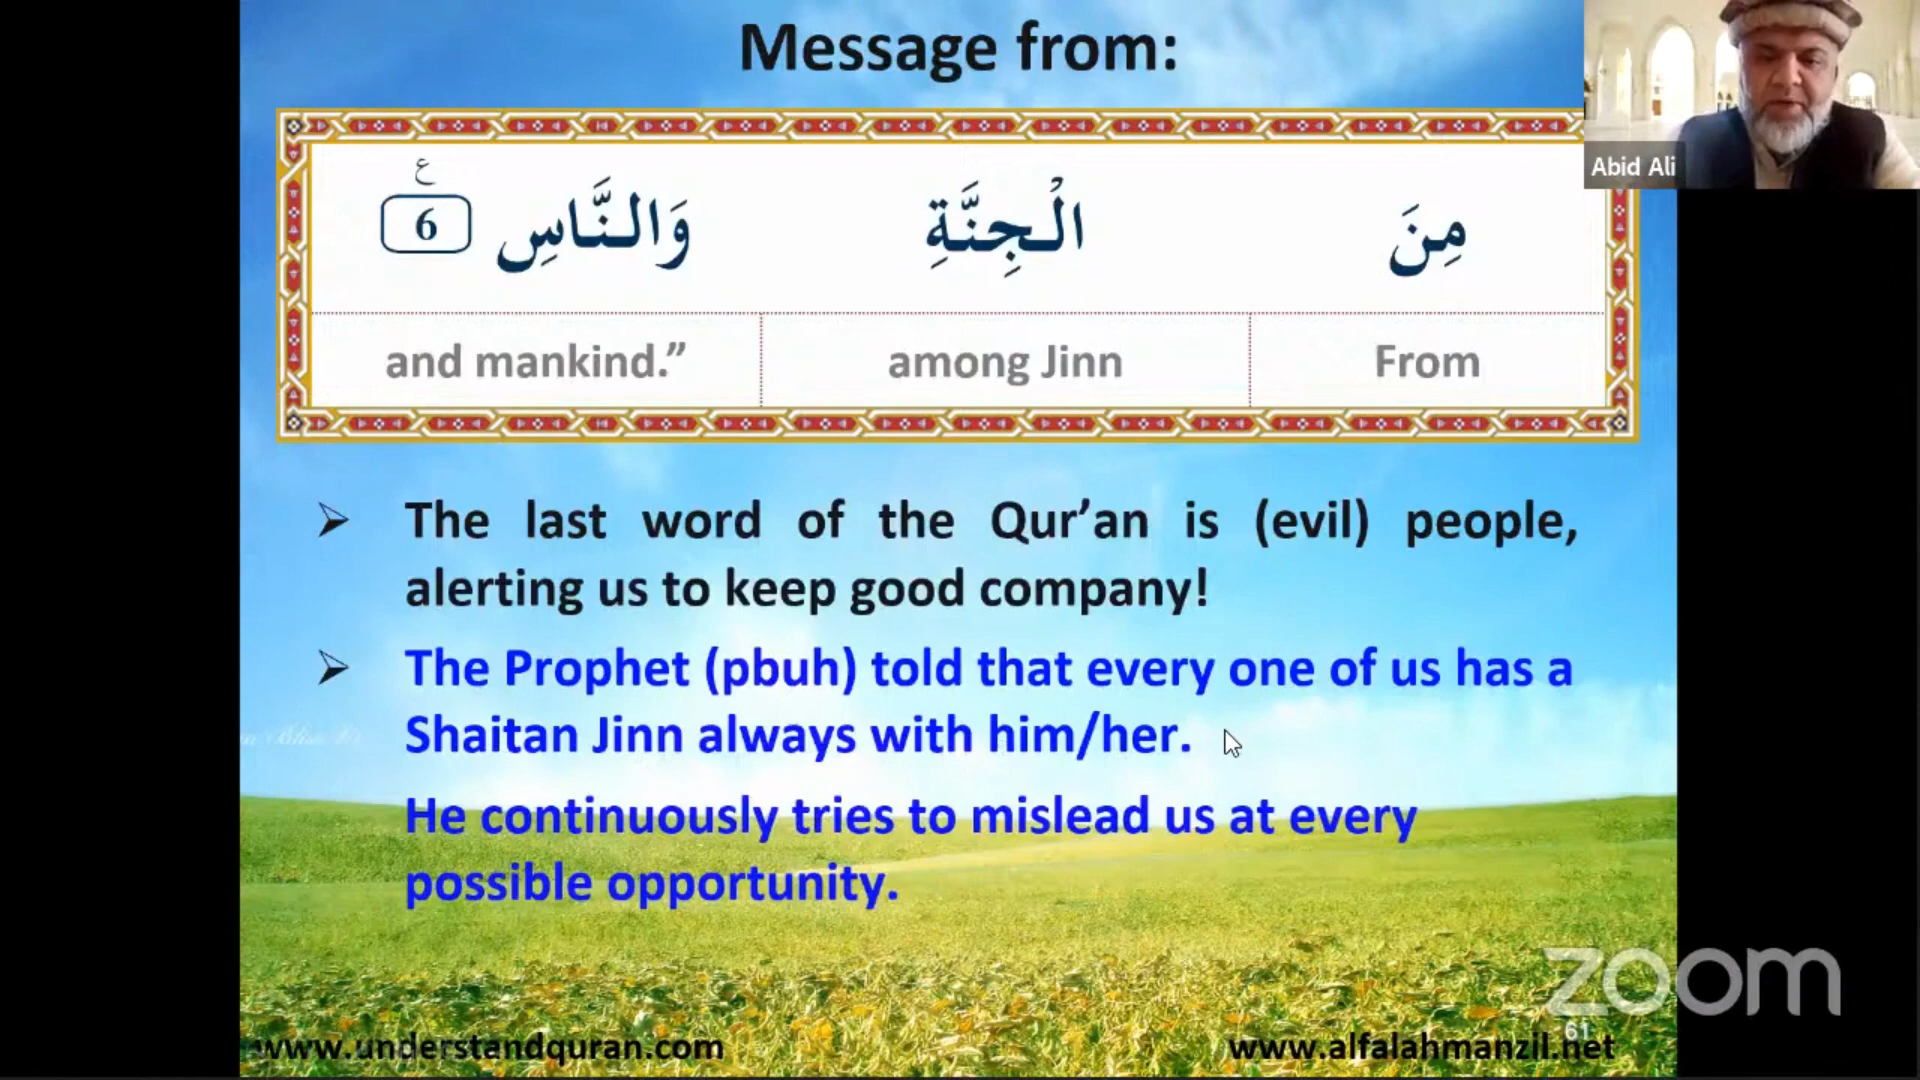 Message from:
Abid Ali
مِنَ الْجِنَّةِ وَالنَّاسِ 6 ع
From among Jinn and mankind.”
The last word of the Qur’an is (evil) people,
alerting us to keep good company!
The Prophet (pbuh) told that every one of us has a
Shaitan Jinn always with him/her.
He continuously tries to mislead us at every
possible opportunity.
zoom
61
www.understandquran.com
www.alfalahmanzil.net